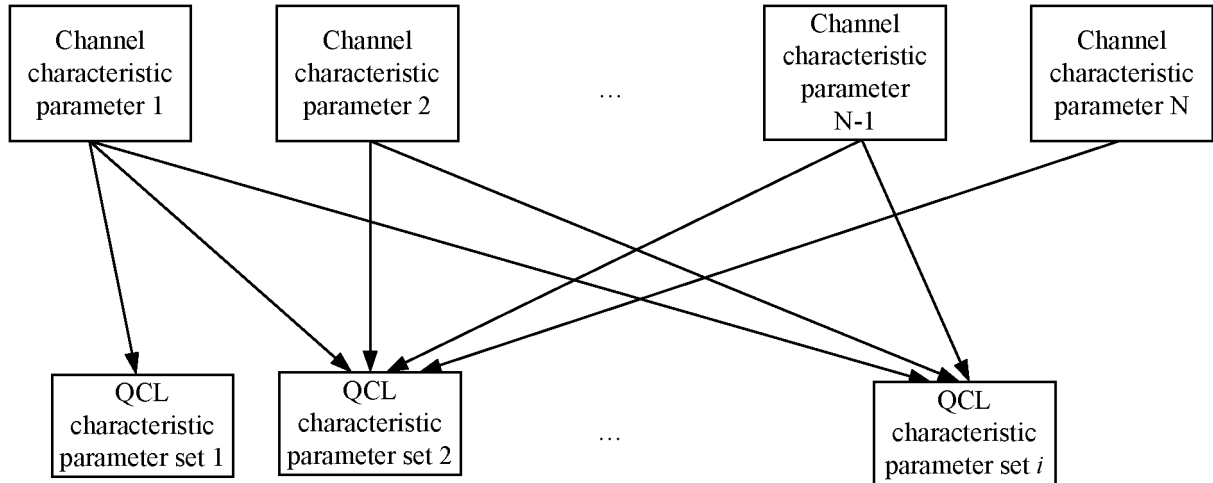 Channel
characteristic
parameter 1
Channel
characteristic
parameter 2
...
Channel
characteristic
parameter
N-1
Channel
characteristic
parameter N
QCL
characteristic
parameter set 1
QCL
characteristic
parameter set 2
...
QCL
characteristic
parameter set i